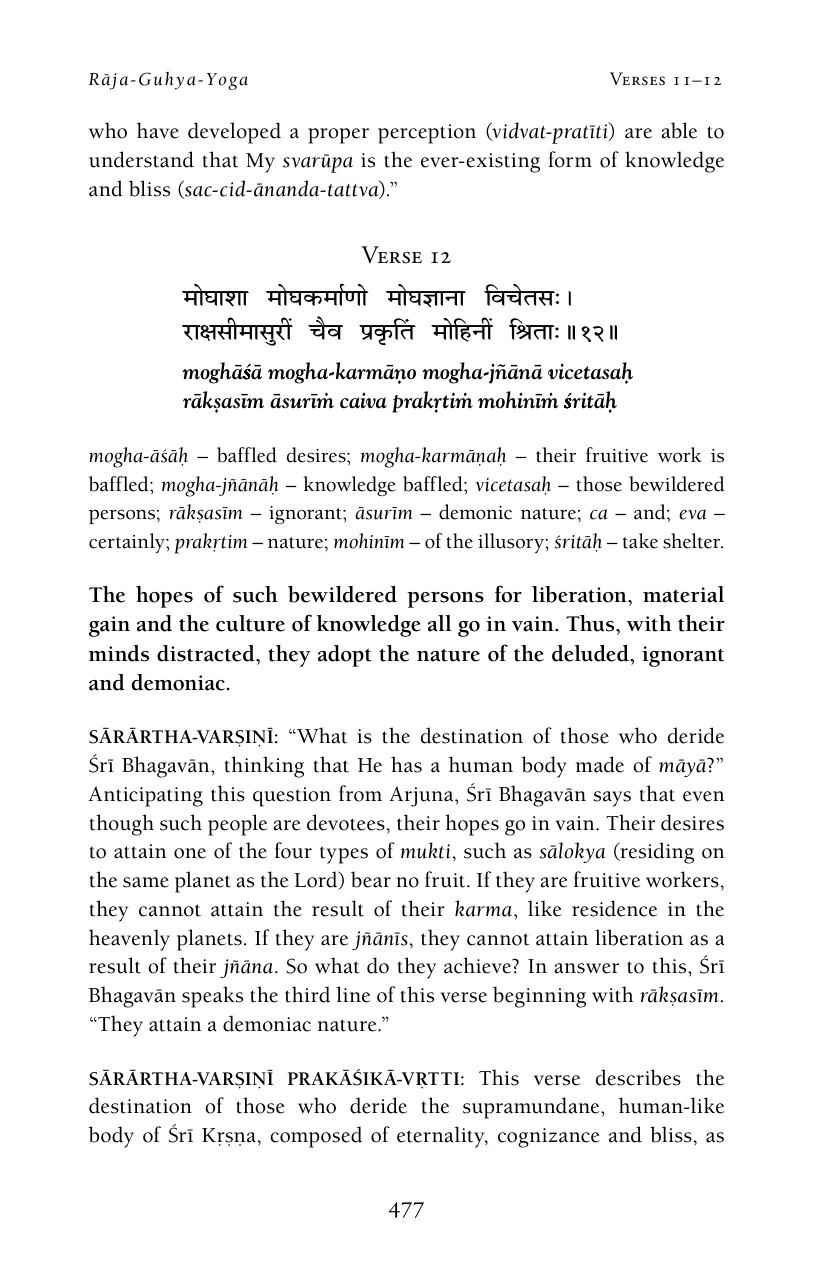 Rāja-Guhya-Yoga Verses 11–12
who have developed a proper perception (vidvat-pratīti) are able to
understand that My svarūpa is the ever-existing form of knowledge
and bliss (sac-cid-ānanda-tattva).”
Verse 12
मोघाशा मोघकर्माणो मोघज्ञाना विचेतसः।
राक्षसीमासुरीं चैव प्रकृतिं मोहिनीं श्रिताः॥१२॥
moghāśā mogha-karmāṇo mogha-jñānā vicetasaḥ
rākṣasīm āsurīṁ caiva prakṛtiṁ mohinīṁ śritāḥ
mogha-āśāḥ – baffled desires; mogha-karmāṇaḥ – their fruitive work is
baffled; mogha-jñānāḥ – knowledge baffled; vicetasaḥ – those bewildered
persons; rākṣasīm – ignorant; āsurīm – demonic nature; ca – and; eva –
certainly; prakṛtim – nature; mohinīm – of the illusory; śritāḥ – take shelter.
The hopes of such bewildered persons for liberation, material
gain and the culture of knowledge all go in vain. Thus, with their
minds distracted, they adopt the nature of the deluded, ignorant
and demoniac.
SĀRĀRTHA-VARṢIṆĪ: “What is the destination of those who deride
Śrī Bhagavān, thinking that He has a human body made of māyā?”
Anticipating this question from Arjuna, Śrī Bhagavān says that even
though such people are devotees, their hopes go in vain. Their desires
to attain one of the four types of mukti, such as sālokya (residing on
the same planet as the Lord) bear no fruit. If they are fruitive workers,
they cannot attain the result of their karma, like residence in the
heavenly planets. If they are jñānīs, they cannot attain liberation as a
result of their jñāna. So what do they achieve? In answer to this, Śrī
Bhagavān speaks the third line of this verse beginning with rākṣasīm.
“They attain a demoniac nature.”
SĀRĀRTHA-VARṢIṆĪ PRAKĀŚIKĀ-VṚTTI: This verse describes the
destination of those who deride the supramundane, human-like
body of Śrī Kṛṣṇa, composed of eternality, cognizance and bliss, as
477